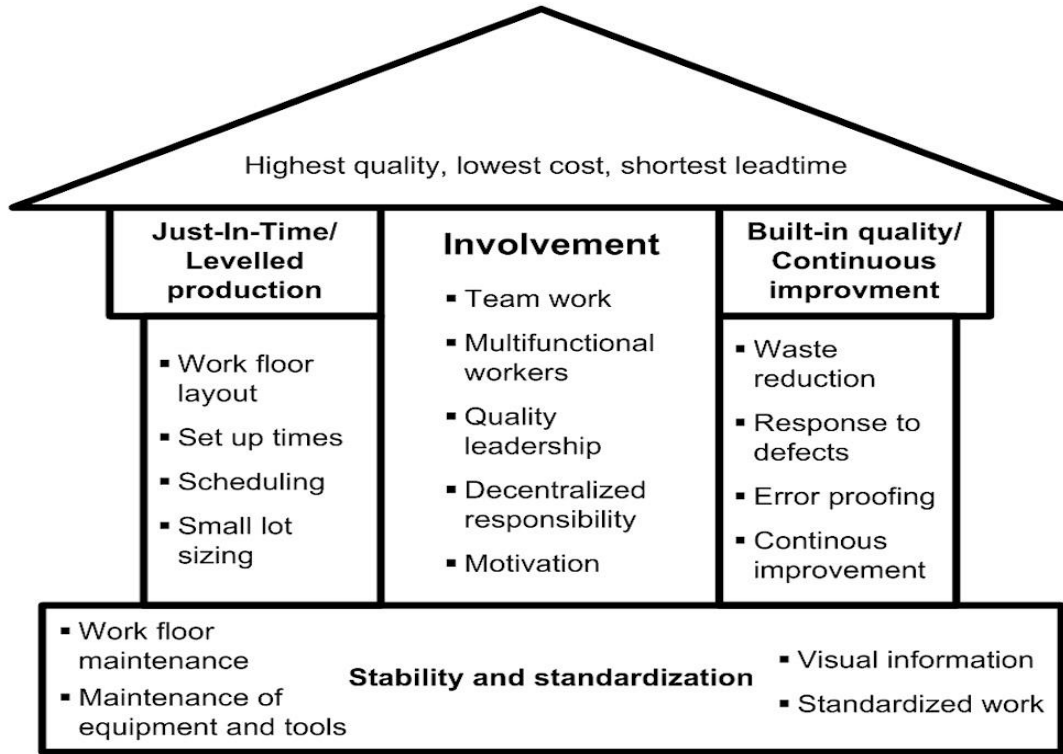 Highest quality, lowest cost, shortest leadtime
Just-In-Time/
Levelled
production
▪ Work floor
layout
▪ Set up times
▪ Scheduling
▪ Small lot
sizing
Involvement
▪ Team work
▪ Multifunctional
workers
▪ Quality
leadership
▪ Decentralized
responsibility
▪ Motivation
Built-in quality/
Continuous
improvment
▪ Waste
reduction
▪ Response to
defects
▪ Error proofing
▪ Continous
improvement
▪ Work floor
maintenance
▪ Maintenance of
equipment and tools
Stability and standardization
▪ Visual information
▪ Standardized work